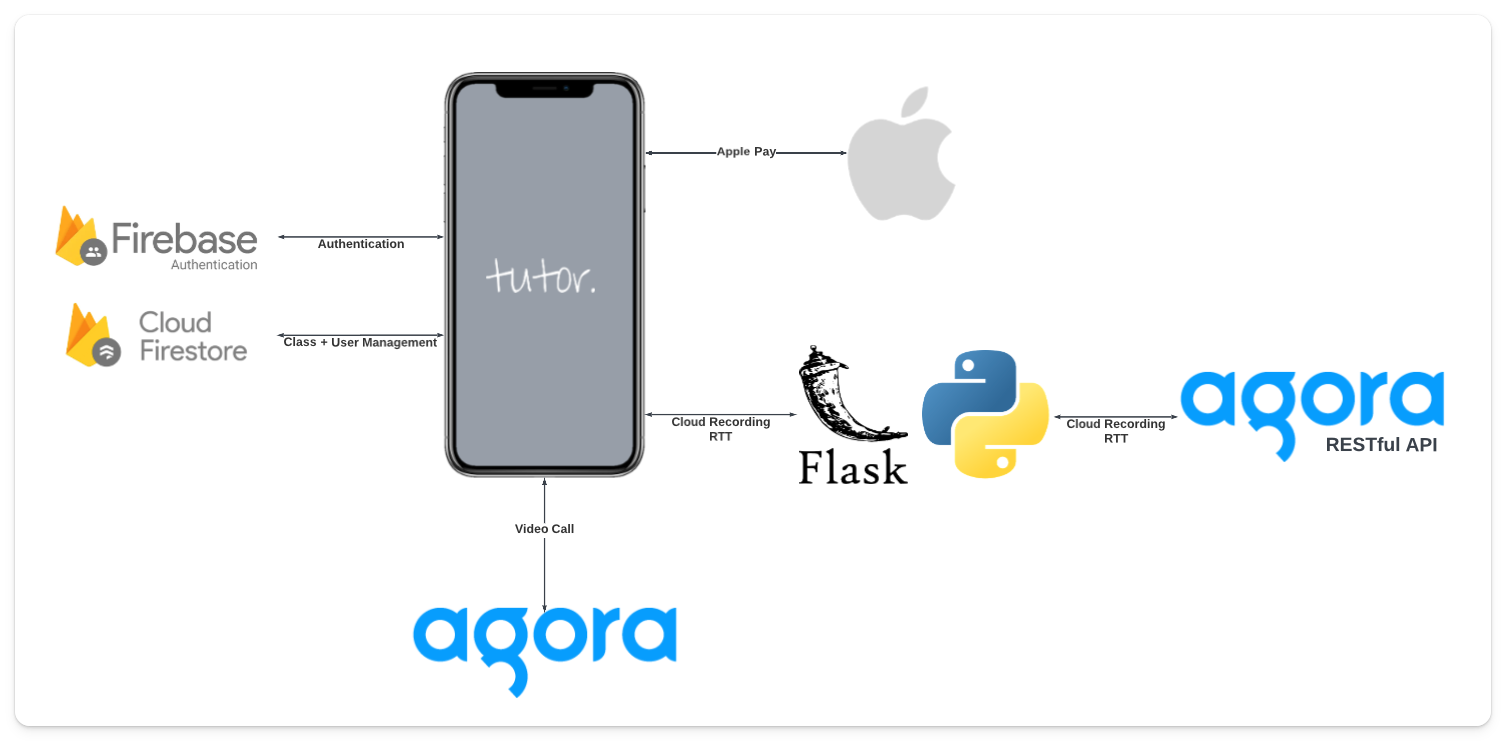 Apple Pay
Firebase
Authentication
Authentication
tutor.
Cloud
Firestore
Class + User Management
Cloud Recording
RTT
Flask
Cloud Recording
RTT
agora
RESTful API
Video Call
agora